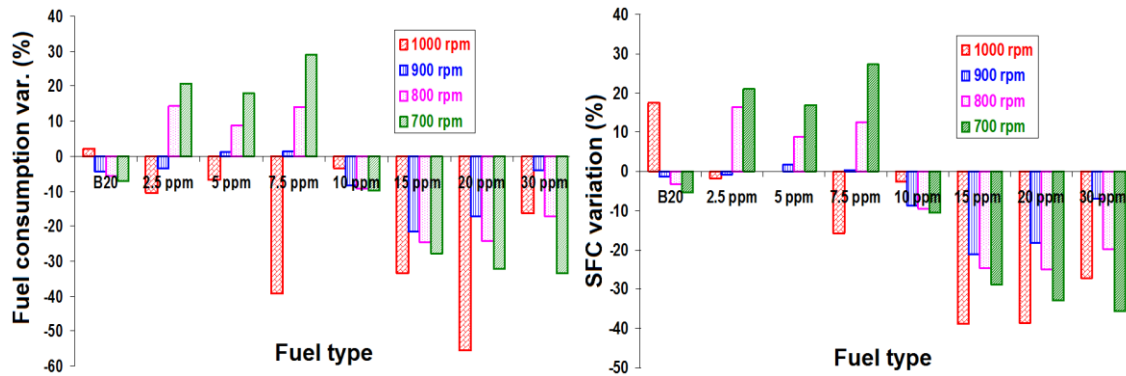 Fuel consumption var. (%)
40
30
20
10
0
-10
-20
-30
-40
-50
-60
1000 rpm
900 rpm
800 rpm
700 rpm
B20 2.5 ppm 5 ppm 7.5 ppm 10 ppm 15 ppm 20 ppm 30 ppm
Fuel type
SFC variation (%)
40
30
20
10
0
-10
-20
-30
-40
-50
1000 rpm
900 rpm
800 rpm
700 rpm
B20 2.5 ppm 5 ppm 7.5 ppm 10 ppm 15 ppm 20 ppm 30 ppm
Fuel type